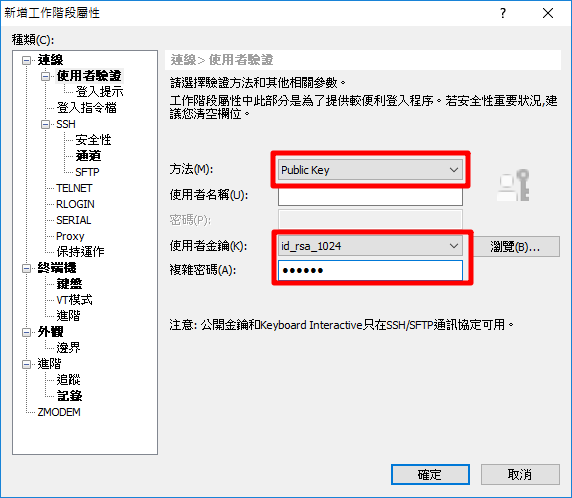 新增工作階段屬性
種類(C):
連線
使用者驗證
登入提示
登入指令檔
SSH
安全性
通道
SFTP
TELNET
RLOGIN
SERIAL
Proxy
保持運作
終端機
鍵盤
VT模式
進階
外觀
邊界
進階
追蹤
記錄
ZMODEM
連線 > 使用者驗證
請選擇驗證方法和其他相關參數。
工作階段屬性中此部分是為了提供較便利登入程序。若安全性重要狀況,建
議您清空欄位。
方法(M):
Public Key
使用者名稱(U):
密碼(P):
使用者金鑰(K):
id_rsa_1024
瀏覽(B)...
複雜密碼(A):
●●●●●●
注意: 公開金鑰和Keyboard Interactive只在SSH/SFTP通訊協定可用。
確定
取消